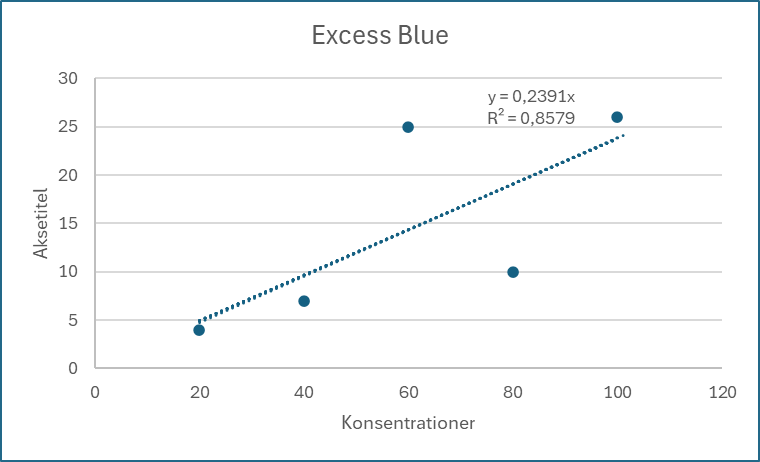 Excess Blue
y = 0,2391x
R² = 0,8579
30
25
20
15
10
5
0
Aksetitel
0 20 40 60 80 100 120
Konsentrationer